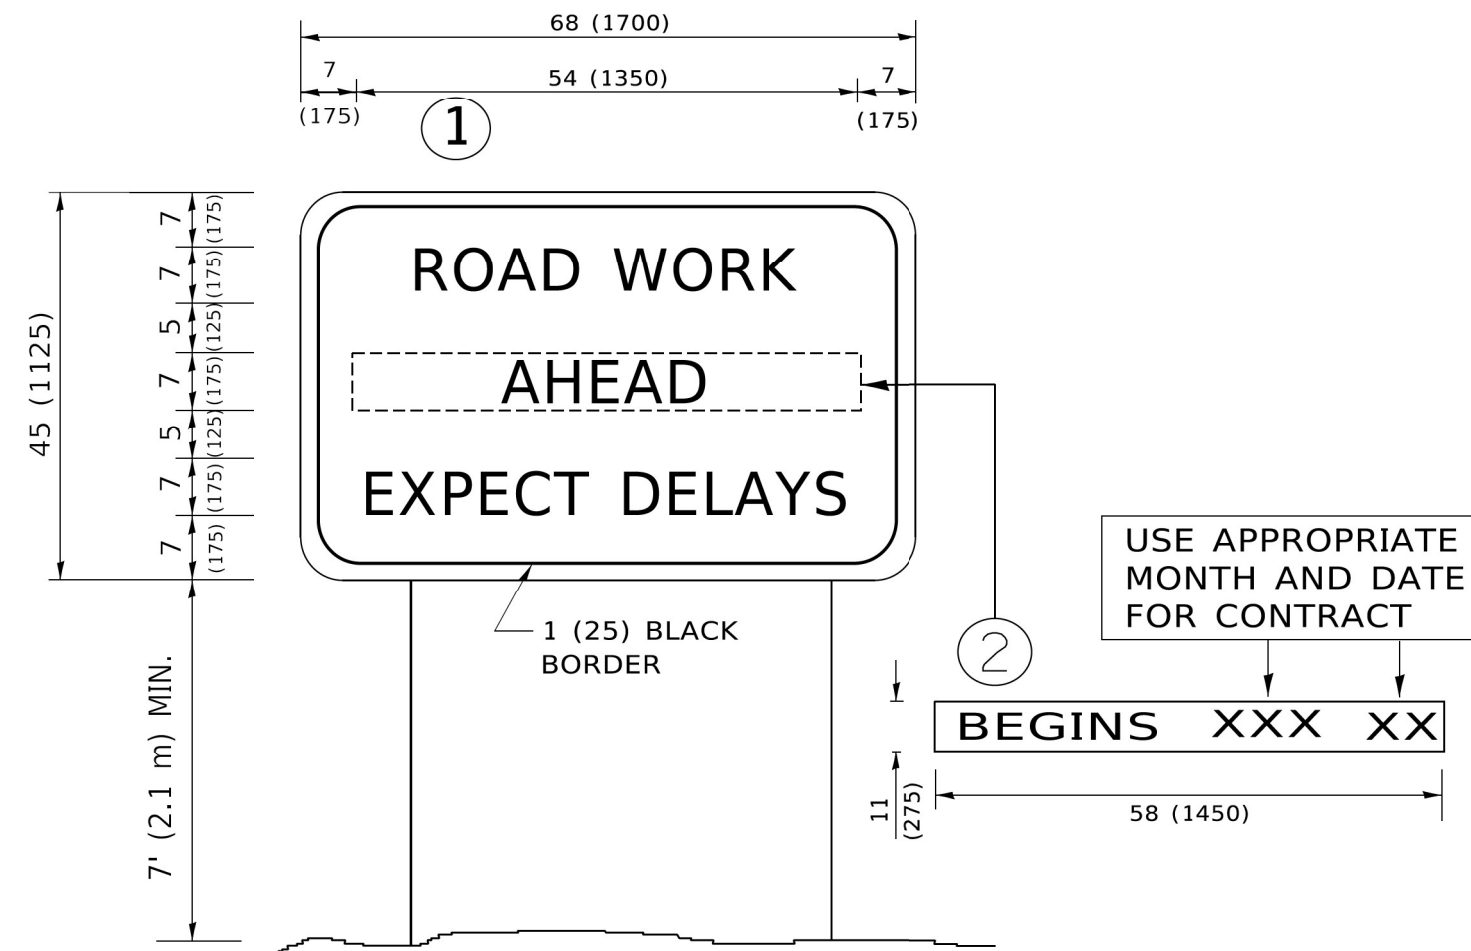 68 (1700)
7
54 (1350)
7
(175)
(175)
1
7
(175)
7
(175)
5
(125)
7
(175)
5
(125)
7
(175)
7
(175)
45 (1125)
ROAD WORK
AHEAD
EXPECT DELAYS
1 (25) BLACK
BORDER
7' (2.1 m) MIN.
2
USE APPROPRIATE
MONTH AND DATE
FOR CONTRACT
BEGINS XXX XX
11
(275)
58 (1450)